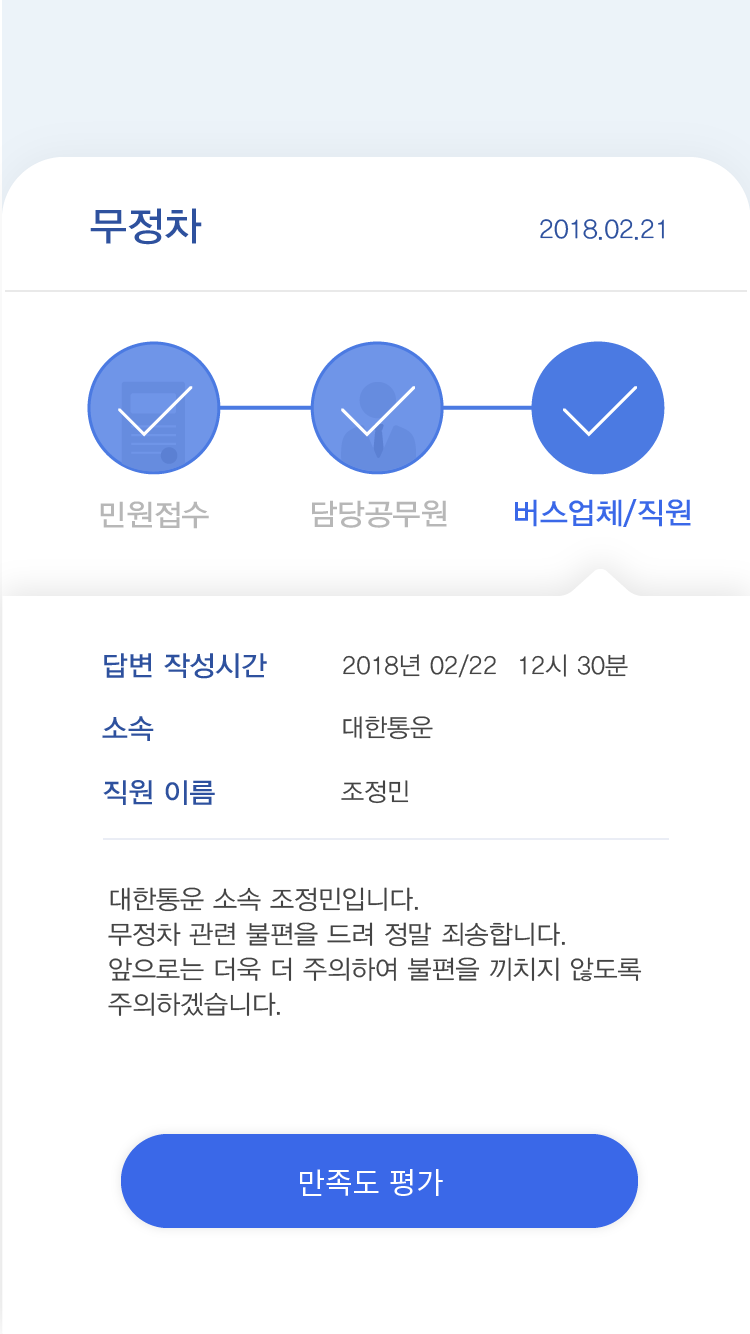 무정차
2018.02.21
민원접수
담당공무원
버스업체/직원
답변 작성시간 2018년 02/22 12시 30분
소속 대한통운
직원 이름 조정민
대한통운 소속 조정민입니다.
무정차 관련 불편을 드려 정말 죄송합니다.
앞으로는 더욱 더 주의하여 불편을 끼치지 않도록
주의하겠습니다.
만족도 평가